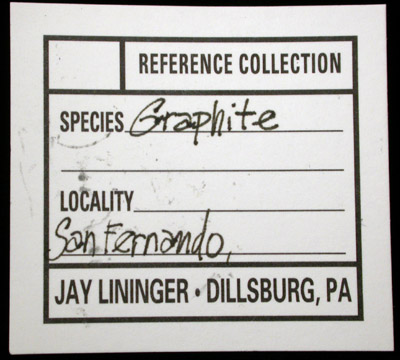 REFERENCE COLLECTION
SPECIES Graphite
LOCALITY
San Fernando,
JAY LININGER • DILLSBURG, PA